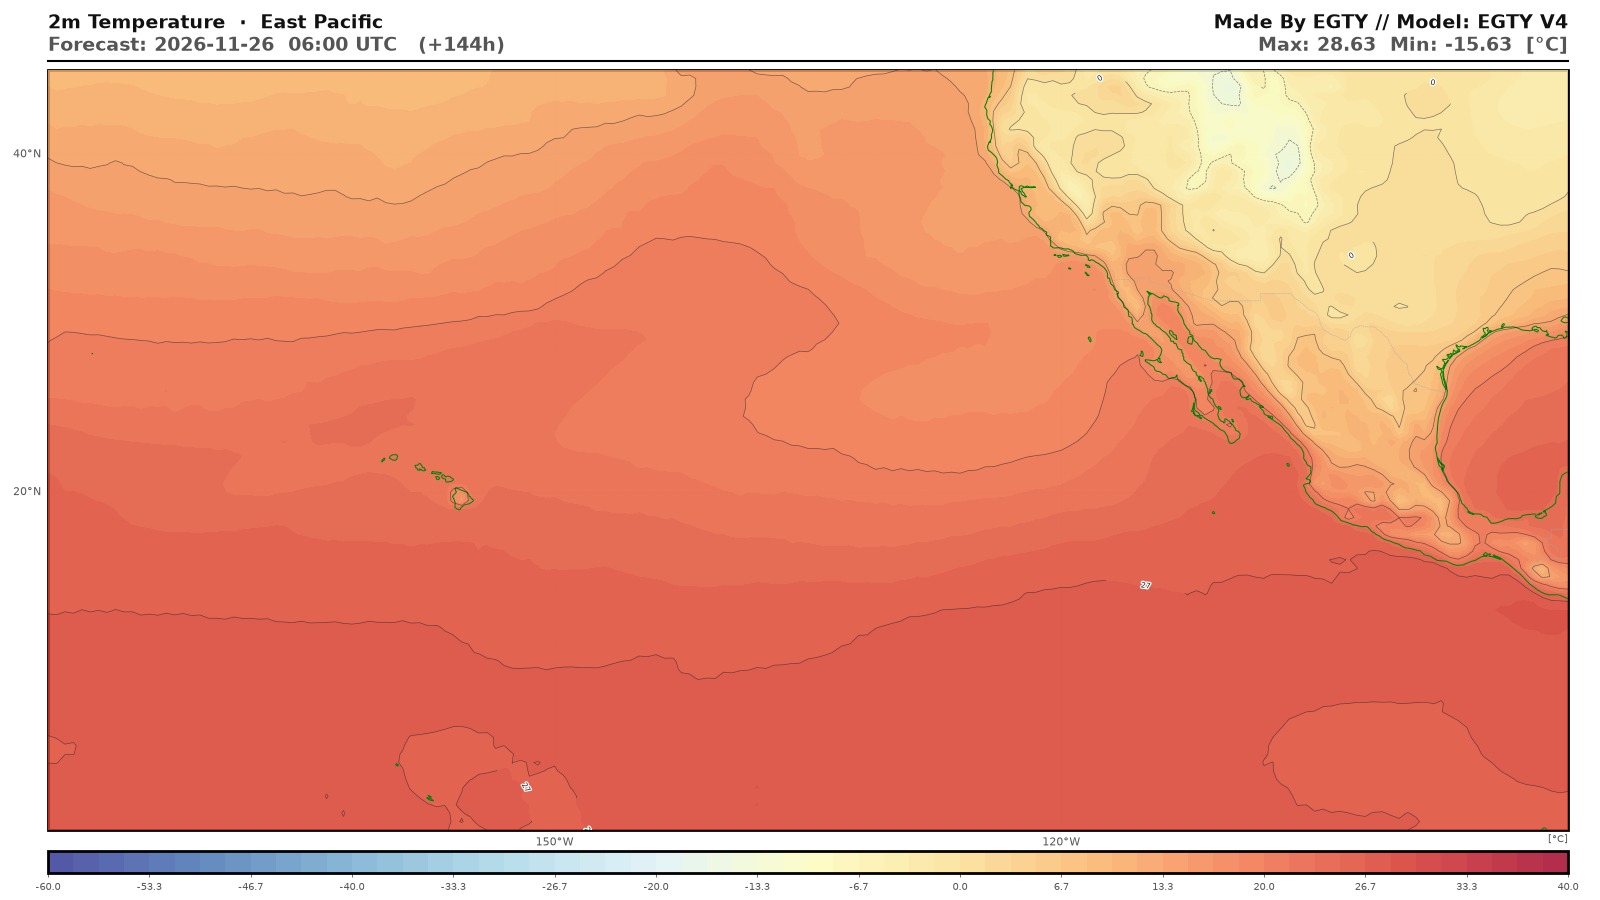 2m Temperature · East Pacific
Made By EGTY // Model: EGTY V4
Forecast: 2026-11-26 06:00 UTC (+144h)
Max: 28.63 Min: -15.63 [°C]
0
0
40°N
0
20°N
27
27
150°W
120°W
[°C]
-60.0
-53.3
-46.7
-40.0
-33.3
-26.7
-20.0
-13.3
-6.7
0.0
6.7
13.3
20.0
26.7
33.3
40.0